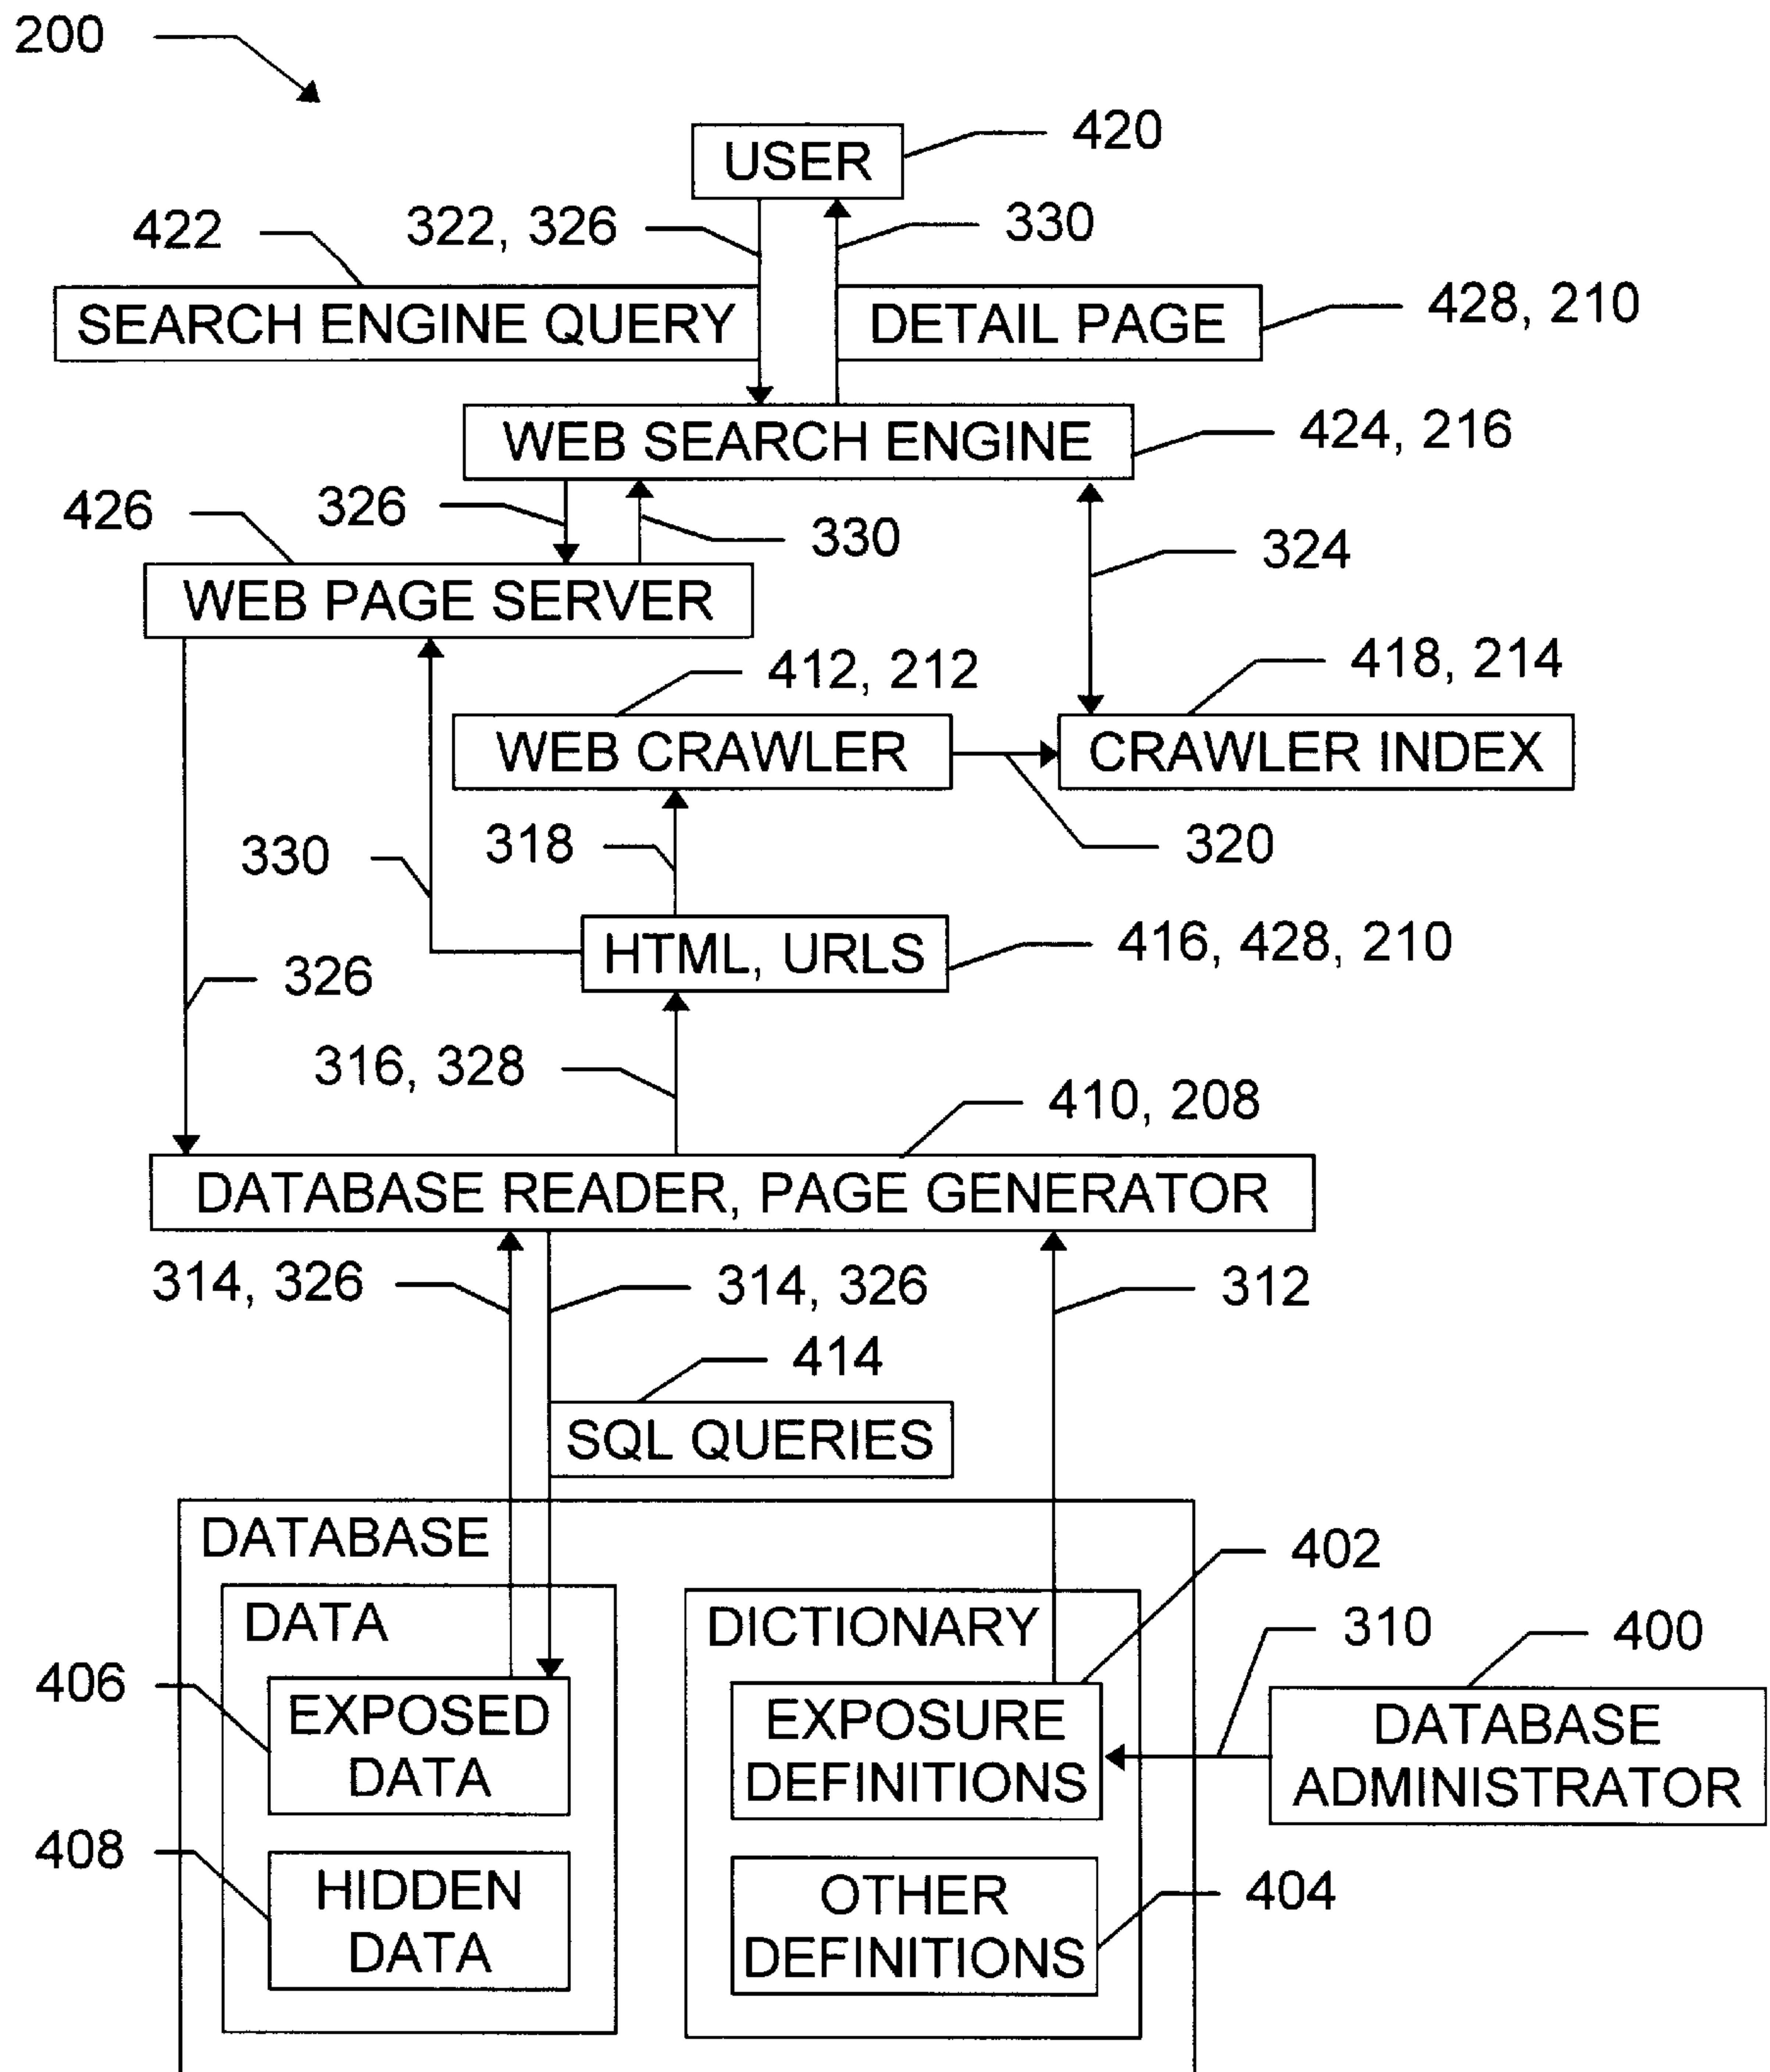 200
USER
420
422
322, 326
330
SEARCH ENGINE QUERY
DETAIL PAGE
428, 210
WEB SEARCH ENGINE
424, 216
426
326
330
324
WEB PAGE SERVER
412, 212
418, 214
WEB CRAWLER
CRAWLER INDEX
330
318
320
HTML, URLS
416, 428, 210
326
316, 328
410, 208
DATABASE READER, PAGE GENERATOR
314, 326
314, 326
312
414
SQL QUERIES
DATABASE
402
DATA
DICTIONARY
310
400
406
EXPOSED
DATA
EXPOSURE
DEFINITIONS
DATABASE
ADMINISTRATOR
408
HIDDEN
DATA
OTHER
DEFINITIONS
404